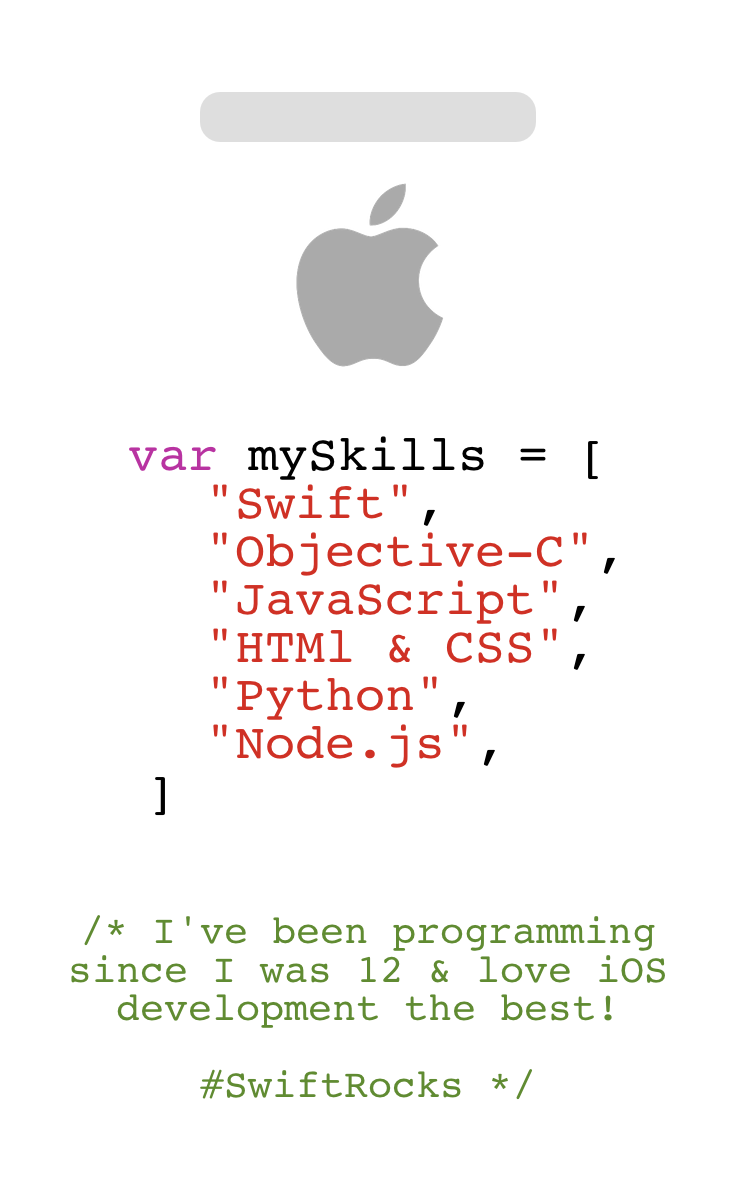 var mySkills = [
"Swift",
"Objective-C",
"JavaScript",
"HTMl & CSS",
"Python",
"Node.js",
]
/* I've been programming
since I was 12 & love iOS
development the best!
#SwiftRocks */